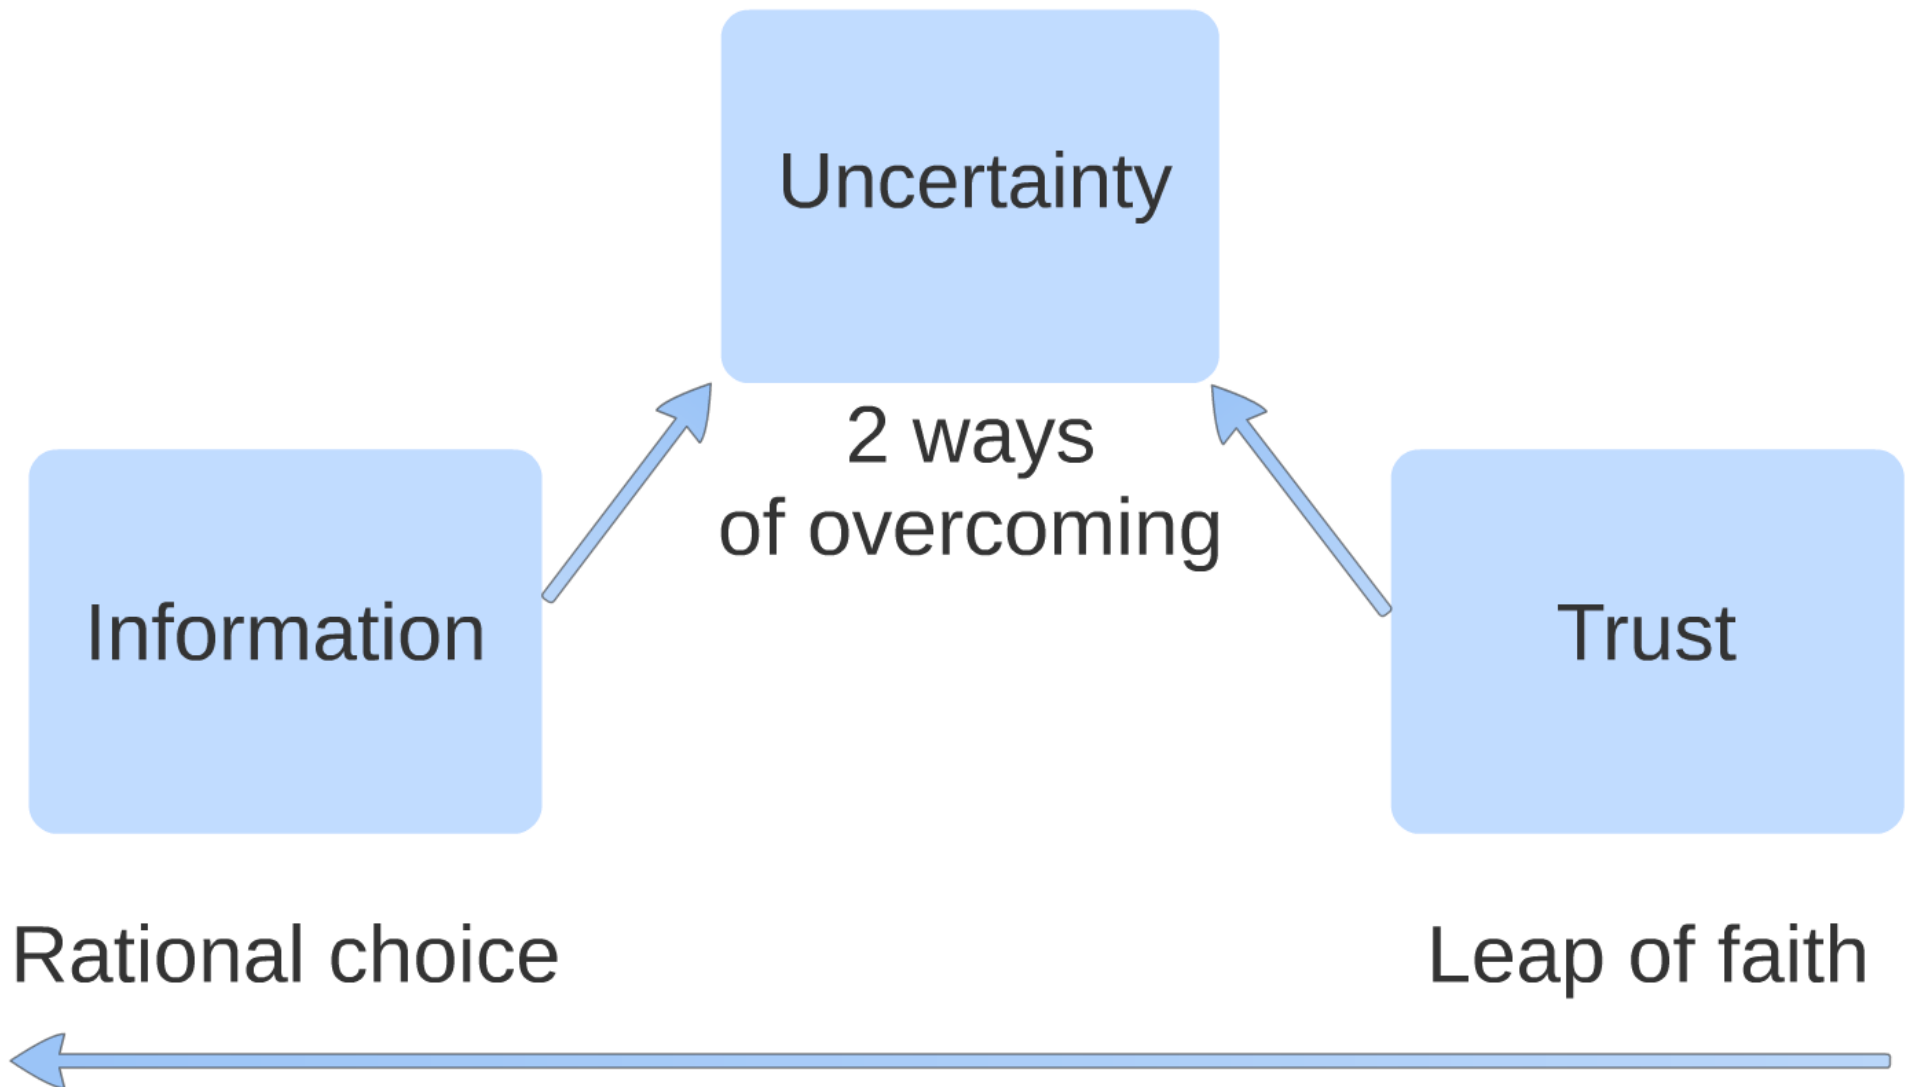 Uncertainty
2 ways
of overcoming
Information
Trust
Rational choice
Leap of faith